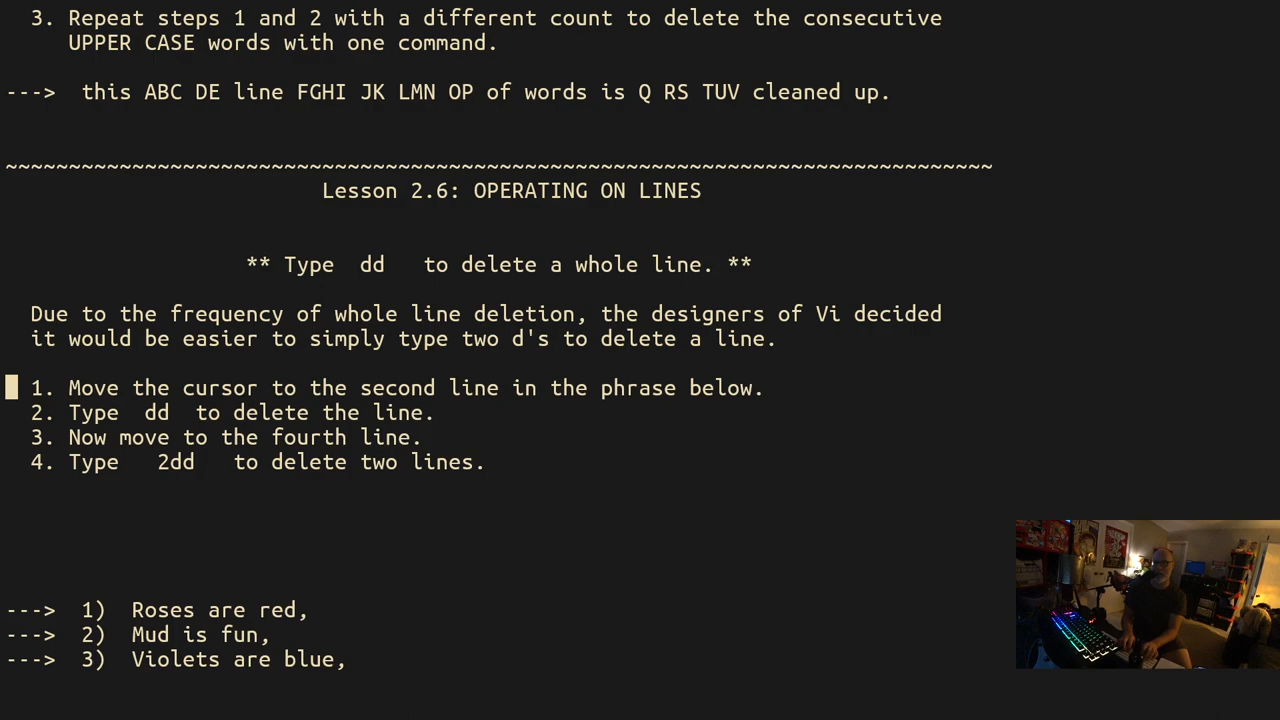 3. Repeat steps 1 and 2 with a different count to delete the consecutive
UPPER CASE words with one command.
---> this ABC DE line FGHI JK LMN OP of words is Q RS TUV cleaned up.
~~~~~~~~~~~~~~~~~~~~~~~~~~~~~~~~~~~~~~~~~~~~~~~~~~~~~~~~~~~~~~~~~~~~~~~~~~~~~~
Lesson 2.6: OPERATING ON LINES
** Type dd to delete a whole line. **
Due to the frequency of whole line deletion, the designers of Vi decided
it would be easier to simply type two d's to delete a line.
1. Move the cursor to the second line in the phrase below.
2. Type dd to delete the line.
3. Now move to the fourth line.
4. Type 2dd to delete two lines.
---> 1) Roses are red,
---> 2) Mud is fun,
---> 3) Violets are blue,